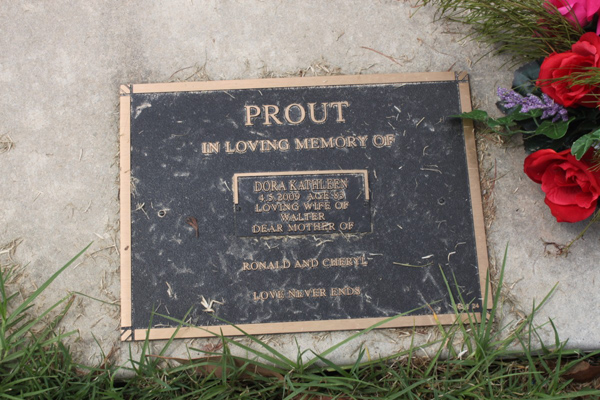 PROUT
IN LOVING MEMORY OF
DORA KATHLEEN
4.5.2009 AGE 83
LOVING WIFE OF
WALTER
DEAR MOTHER OF
RONALD AND CHERYL
LOVE NEVER ENDS